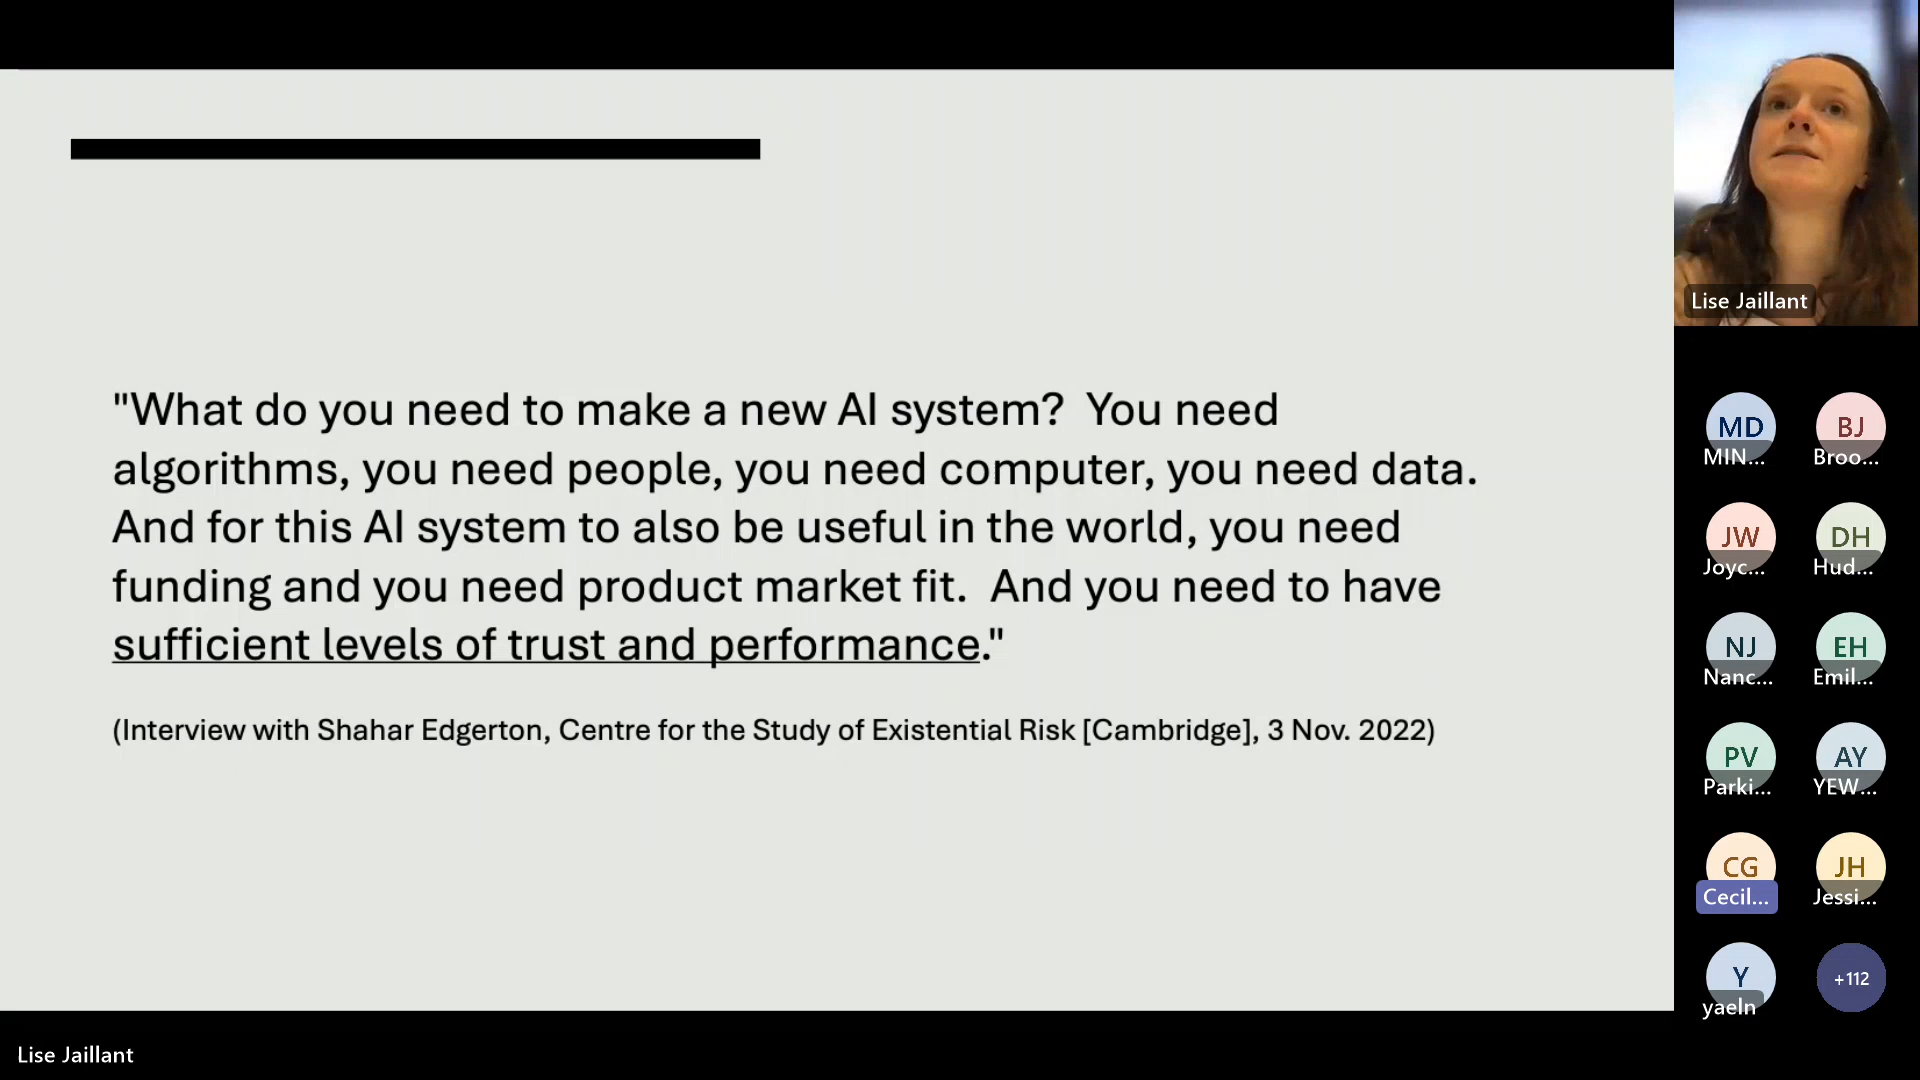 "What do you need to make a new AI system?  You need
algorithms, you need people, you need computer, you need data.
And for this AI system to also be useful in the world, you need
funding and you need product market fit.  And you need to have
sufficient levels of trust and performance."
(Interview with Shahar Edgerton, Centre for the Study of Existential Risk [Cambridge], 3 Nov. 2022)
Lise Jaillant
MD
MIN...
BJ
Broo...
JW
Joyc...
DH
Hud...
NJ
Nanc...
EH
Emil...
PV
Parki...
AY
YEW...
CG
Cecil...
JH
Jessi...
Y
yaeln
+112
Lise Jaillant